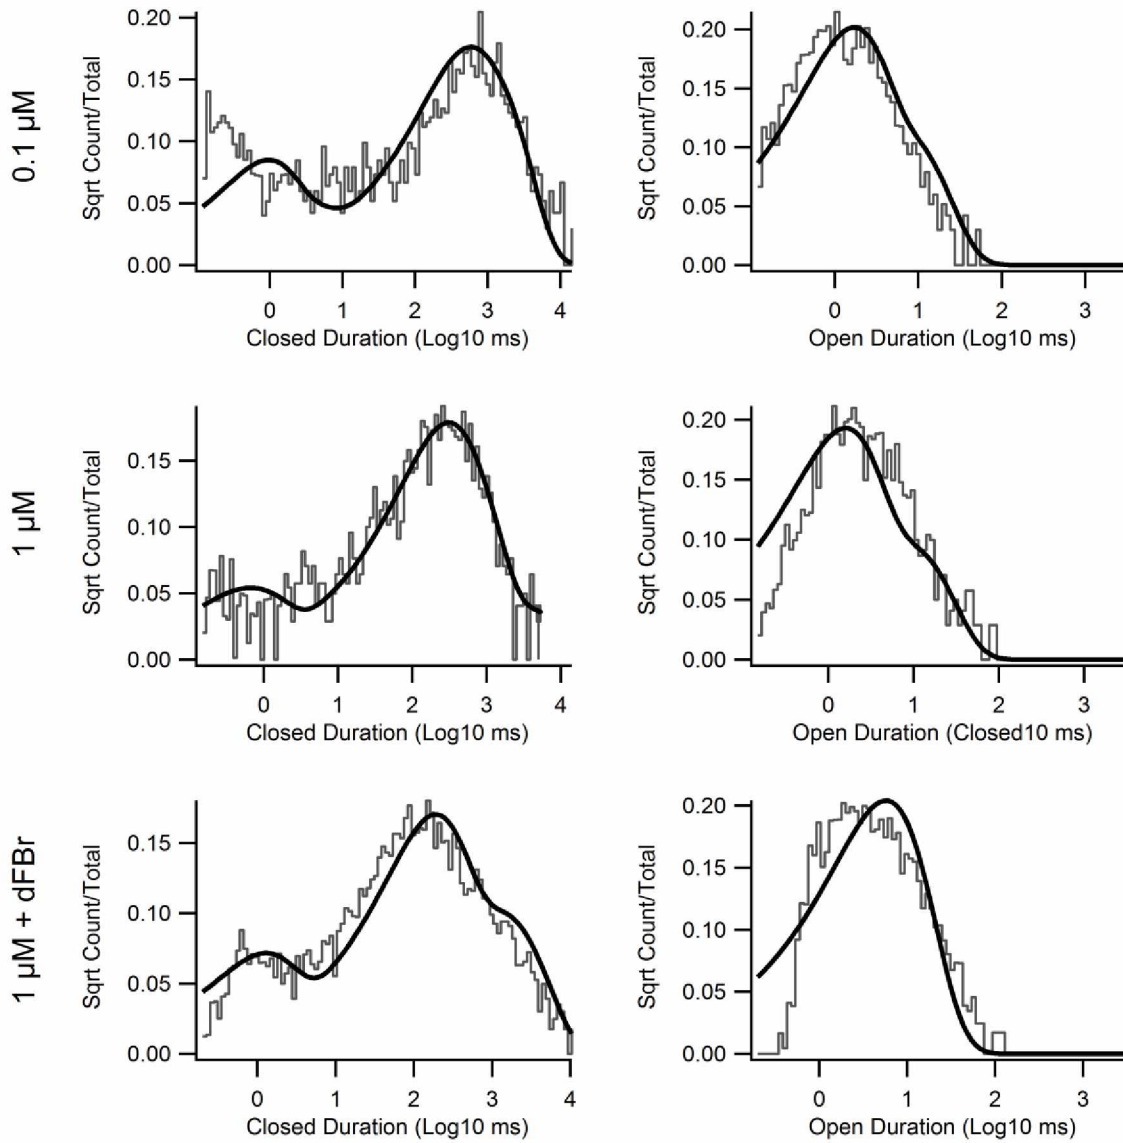 0.1 µM
Sqrt Count/Total
0.20
0.15
0.10
0.05
0.00
0 1 2 3 4
Closed Duration (Log10 ms)
Sqrt Count/Total
0.20
0.15
0.10
0.05
0.00
0 1 2 3
Open Duration (Log10 ms)
1 µM
Sqrt Count/Total
0.15
0.10
0.05
0.00
0 1 2 3 4
Closed Duration (Log10 ms)
Sqrt Count/Total
0.20
0.15
0.10
0.05
0.00
0 1 2 3
Open Duration (Closed10 ms)
1 µM + dFBr
Sqrt Count/Total
0.15
0.10
0.05
0.00
0 1 2 3 4
Closed Duration (Log10 ms)
Sqrt Count/Total
0.20
0.15
0.10
0.05
0.00
0 1 2 3
Open Duration (Log10 ms)